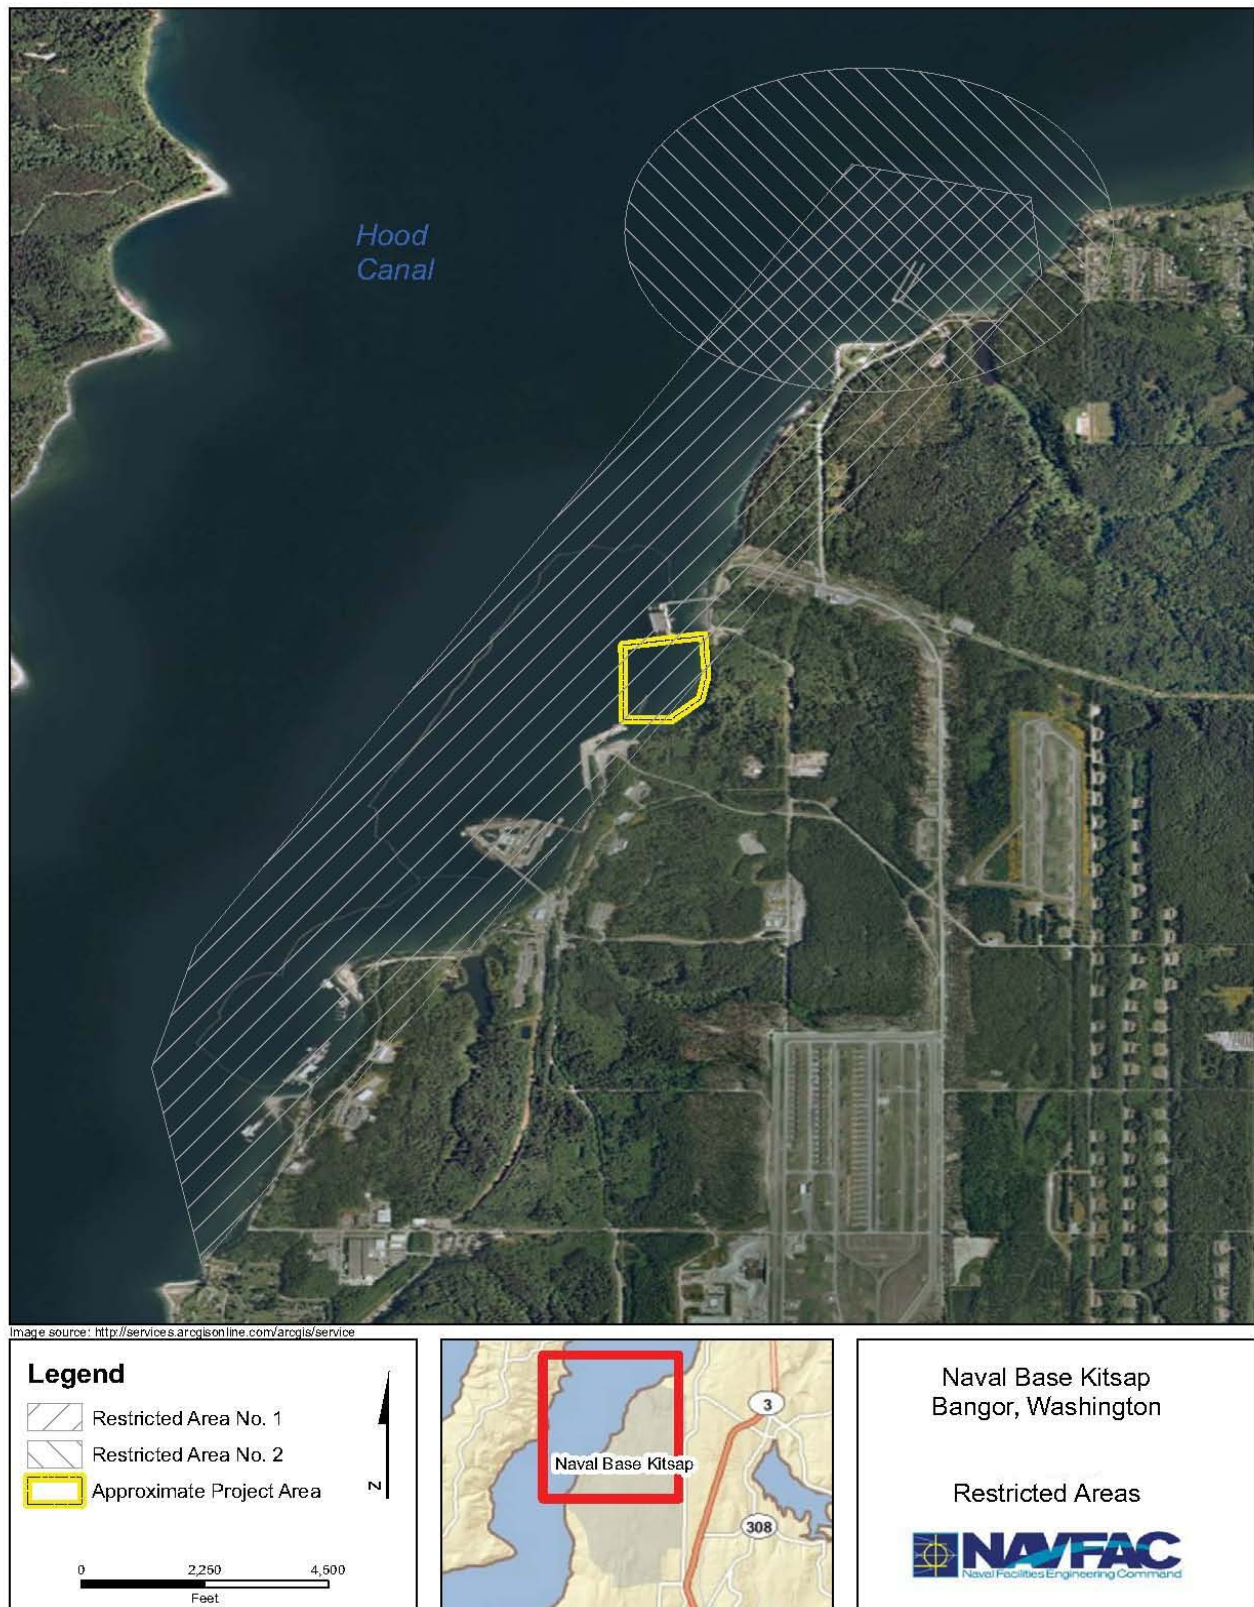 Hood
Canal
Image source: http://services.arcgisonline.com/arcgis/service
Legend
Restricted Area No. 1
Restricted Area No. 2
Approximate Project Area
N
0 2,250 4,500
Feet
3
Naval Base Kitsap
308
Naval Base Kitsap
Bangor, Washington
Restricted Areas
NAVFAC
Naval Facilities Engineering Command